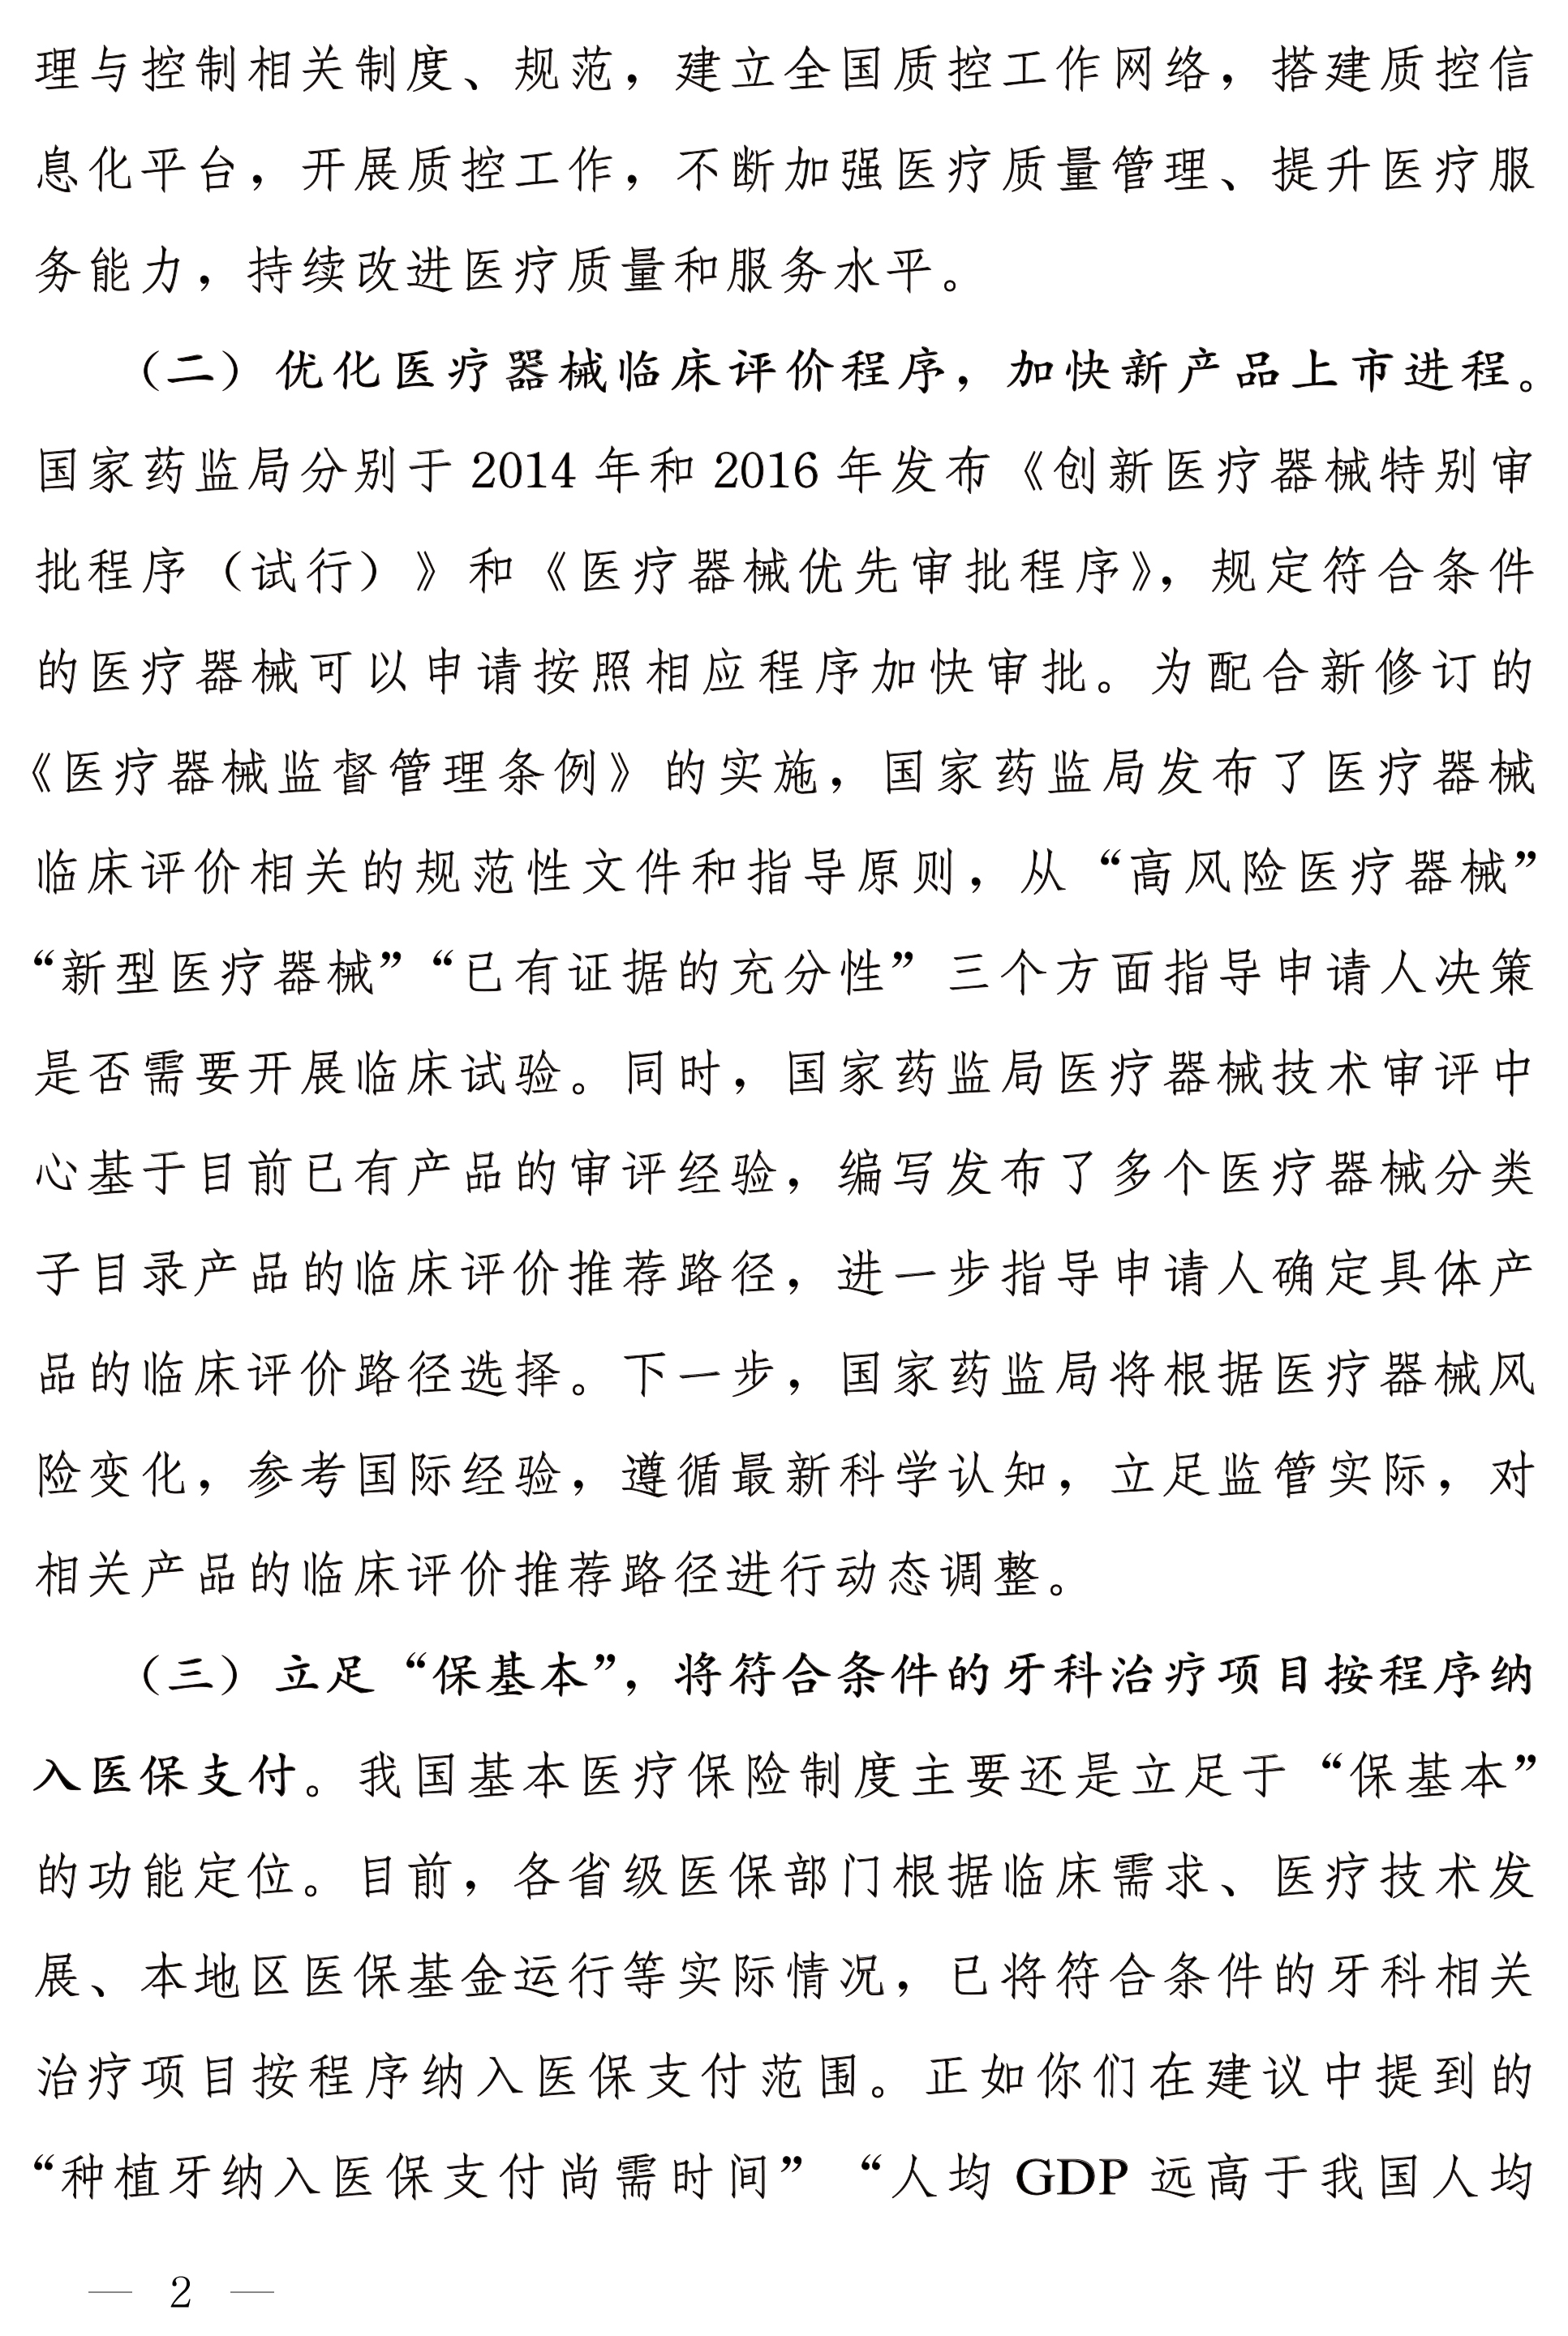 理与控制相关制度、规范，建立全国质控工作网络，搭建质控信
息化平台，开展质控工作，不断加强医疗质量管理、提升医疗服
务能力，持续改进医疗质量和服务水平。
（二）优化医疗器械临床评价程序，加快新产品上市进程。
国家药监局分别于 2014 年和 2016 年发布《创新医疗器械特别审
批程序（试行）》和《医疗器械优先审批程序》，规定符合条件
的医疗器械可以申请按照相应程序加快审批。为配合新修订的
《医疗器械监督管理条例》的实施，国家药监局发布了医疗器械
临床评价相关的规范性文件和指导原则，从“高风险医疗器械”
“新型医疗器械”“已有证据的充分性”三个方面指导申请人决策
是否需要开展临床试验。同时，国家药监局医疗器械技术审评中
心基于目前已有产品的审评经验，编写发布了多个医疗器械分类
子目录产品的临床评价推荐路径，进一步指导申请人确定具体产
品的临床评价路径选择。下一步，国家药监局将根据医疗器械风
险变化，参考国际经验，遵循最新科学认知，立足监管实际，对
相关产品的临床评价推荐路径进行动态调整。
（三）立足“保基本”，将符合条件的牙科治疗项目按程序纳
入医保支付。我国基本医疗保险制度主要还是立足于“保基本”
的功能定位。目前，各省级医保部门根据临床需求、医疗技术发
展、本地区医保基金运行等实际情况，已将符合条件的牙科相关
治疗项目按程序纳入医保支付范围。正如你们在建议中提到的
“种植牙纳入医保支付尚需时间”“人均 GDP 远高于我国人均
— 2 —